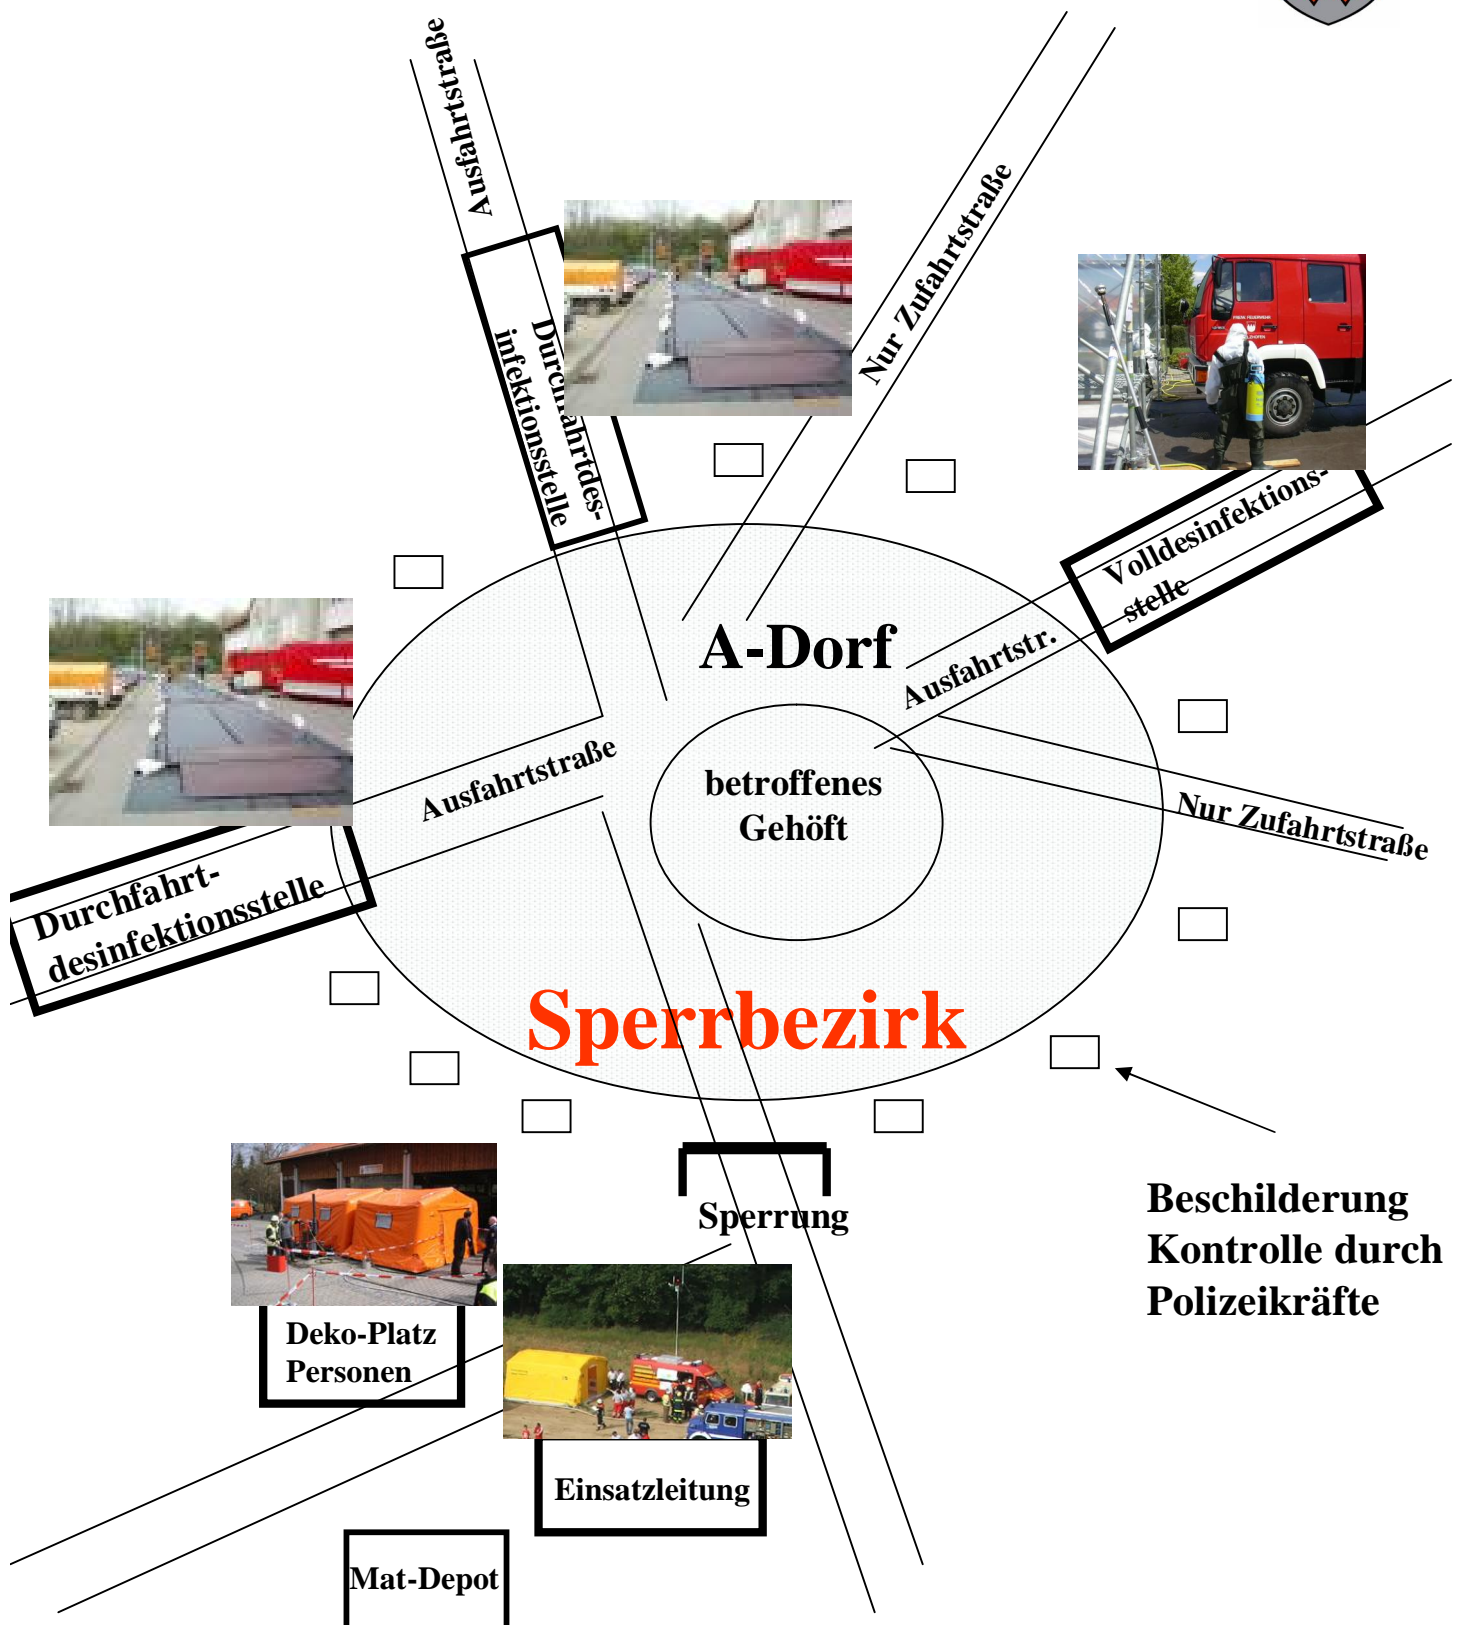 Ausfahrtstraße
Nur Zufahrtstraße
Durchfahrtdes-
infektionsstelle
Volldesinfektions-
stelle
A-Dorf
Ausfahrtstr.
Ausfahrtstraße
betroffenes
Gehöft
Nur Zufahrtstraße
Durchfahrt-
desinfektionsstelle
Sperrbezirk
Sperrung
Beschilderung
Kontrolle durch
Polizeikräfte
Deko-Platz
Personen
Einsatzleitung
Mat-Depot